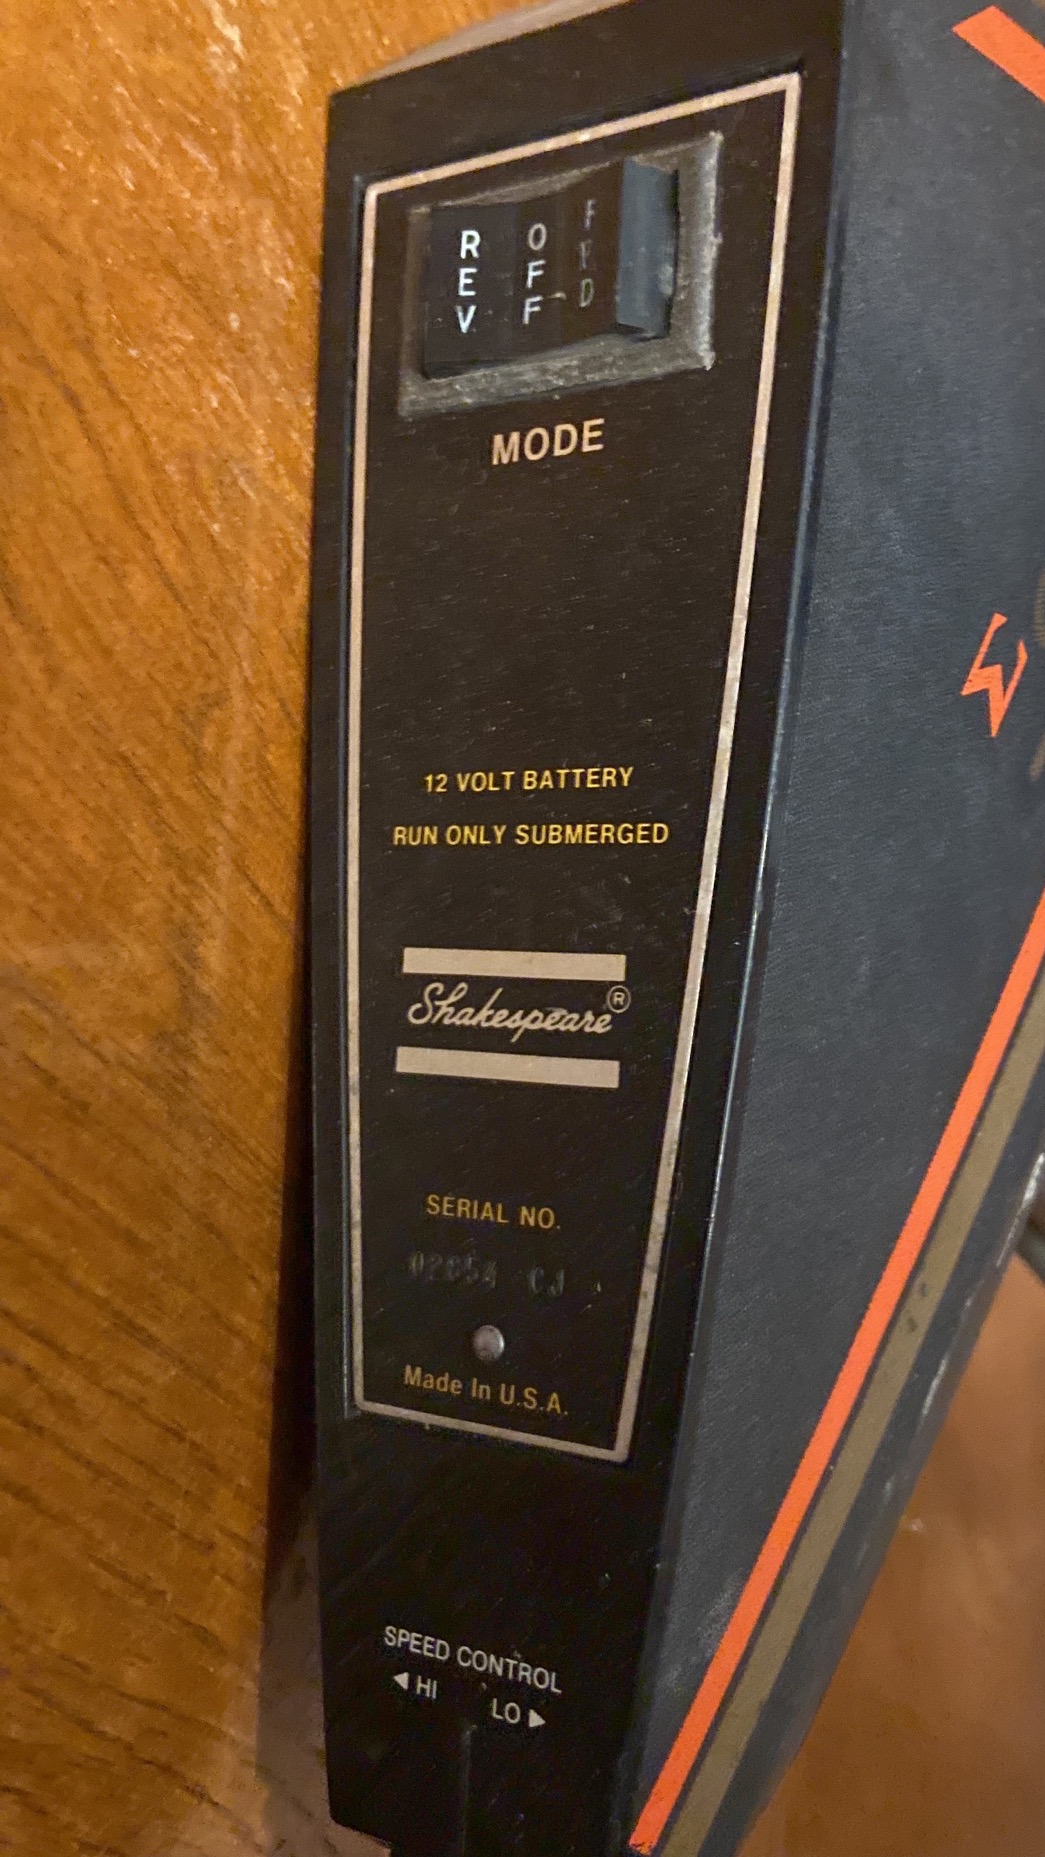 REV OFF FWD
MODE
12 VOLT BATTERY
RUN ONLY SUBMERGED
Shakespeare®
SERIAL NO.
CJ
Made In U.S.A.
SPEED CONTROL
◀ HI LO ▶